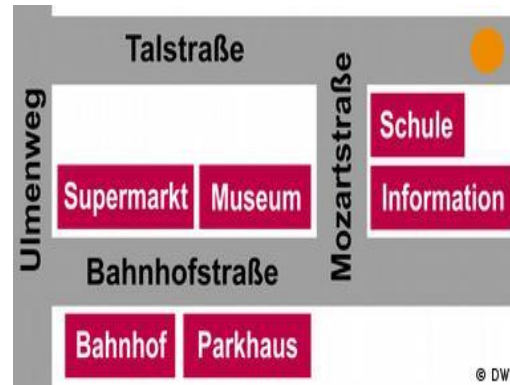 Talstraße
Ulmenweg
Mozartstraße
Schule
Supermarkt
Museum
Information
Bahnhofstraße
Bahnhof
Parkhaus
© DW